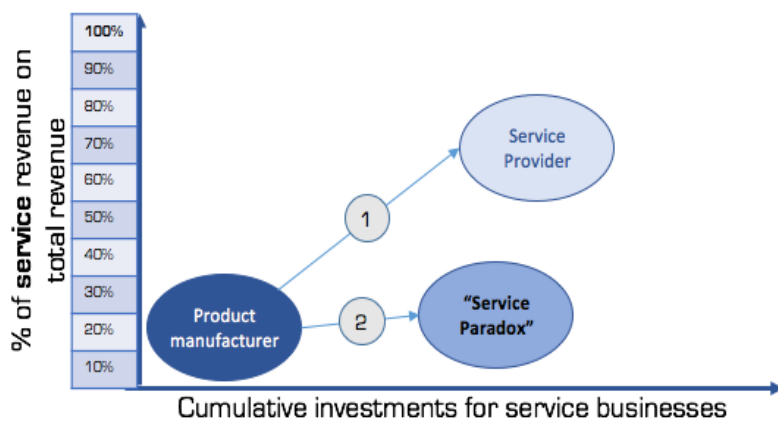 % of service revenue on
total revenue
100%
90%
80%
70%
60%
50%
40%
30%
20%
10%
Service
Provider
1
Product
manufacturer
2
“Service
Paradox”
Cumulative investments for service businesses